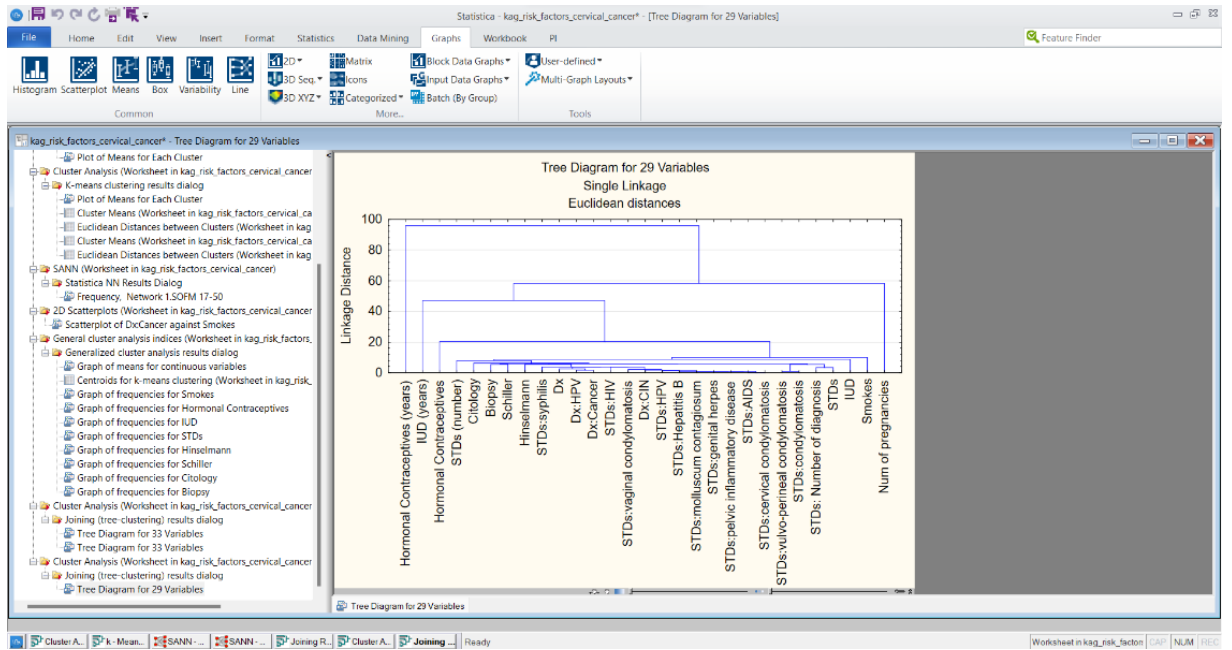 Statistica - kag_risk_factors_cervical_cancer* - [Tree Diagram for 29 Variables]
File Home Edit View Insert Format Statistics Data Mining Graphs Workbook PI Feature Finder
Histogram Scatterplot Means Box Variability Line
2D Matrix Block Data Graphs User-defined
3D Seq. Icons Input Data Graphs Multi-Graph Layouts
3D XYZ Categorized Batch (By Group)
Common More... Tools
kag_risk_factors_cervical_cancer* - Tree Diagram for 29 Variables
Plot of Means for Each Cluster
Cluster Analysis (Worksheet in kag_risk_factors_cervical_cancer
K-means clustering results dialog
Plot of Means for Each Cluster
Cluster Means (Worksheet in kag_risk_factors_cervical_ca
Euclidean Distances between Clusters (Worksheet in kag
Cluster Means (Worksheet in kag_risk_factors_cervical_ca
Euclidean Distances between Clusters (Worksheet in kag
SANN (Worksheet in kag_risk_factors_cervical_cancer)
Statistica NN Results Dialog
Frequency, Network 1.SOFM 17-50
2D Scatterplots (Worksheet in kag_risk_factors_cervical_cancer
Scatterplot of DxCancer against Smokes
General cluster analysis indices (Worksheet in kag_risk_factors_
Generalized cluster analysis results dialog
Graph of means for continuous variables
Centroids for k-means clustering (Worksheet in kag_risk_
Graph of frequencies for Smokes
Graph of frequencies for Hormonal Contraceptives
Graph of frequencies for IUD
Graph of frequencies for STDs
Graph of frequencies for Hinselmann
Graph of frequencies for Schiller
Graph of frequencies for Citology
Graph of frequencies for Biopsy
Cluster Analysis (Worksheet in kag_risk_factors_cervical_cancer
Joining (tree-clustering) results dialog
Tree Diagram for 33 Variables
Tree Diagram for 33 Variables
Cluster Analysis (Worksheet in kag_risk_factors_cervical_cancer
Joining (tree-clustering) results dialog
Tree Diagram for 29 Variables
Tree Diagram for 29 Variables
Single Linkage
Euclidean distances
Linkage Distance
100
80
60
40
20
0
Hormonal Contraceptives (years)
IUD (years)
Hormonal Contraceptives
STDs (number)
Citology
Biopsy
Schiller
Hinselmann
STDs:syphilis
Dx
Dx:HPV
Dx:Cancer
STDs:HIV
STDs:vaginal condylomatosis
Dx:CIN
STDs:HPV
STDs:Hepatitis B
STDs:molluscum contagiosum
STDs:genital herpes
STDs:pelvic inflammatory disease
STDs:AIDS
STDs:cervical condylomatosis
STDs:vulvo-perineal condylomatosis
STDs:condylomatosis
STDs: Number of diagnosis
STDs
IUD
Smokes
Num of pregnancies
Tree Diagram for 29 Variables
Cluster A... k - Mean... SANN - ... SANN - ... Joining R... Cluster A... Joining ... Ready Worksheet in kag_risk_facton CAP NUM REC